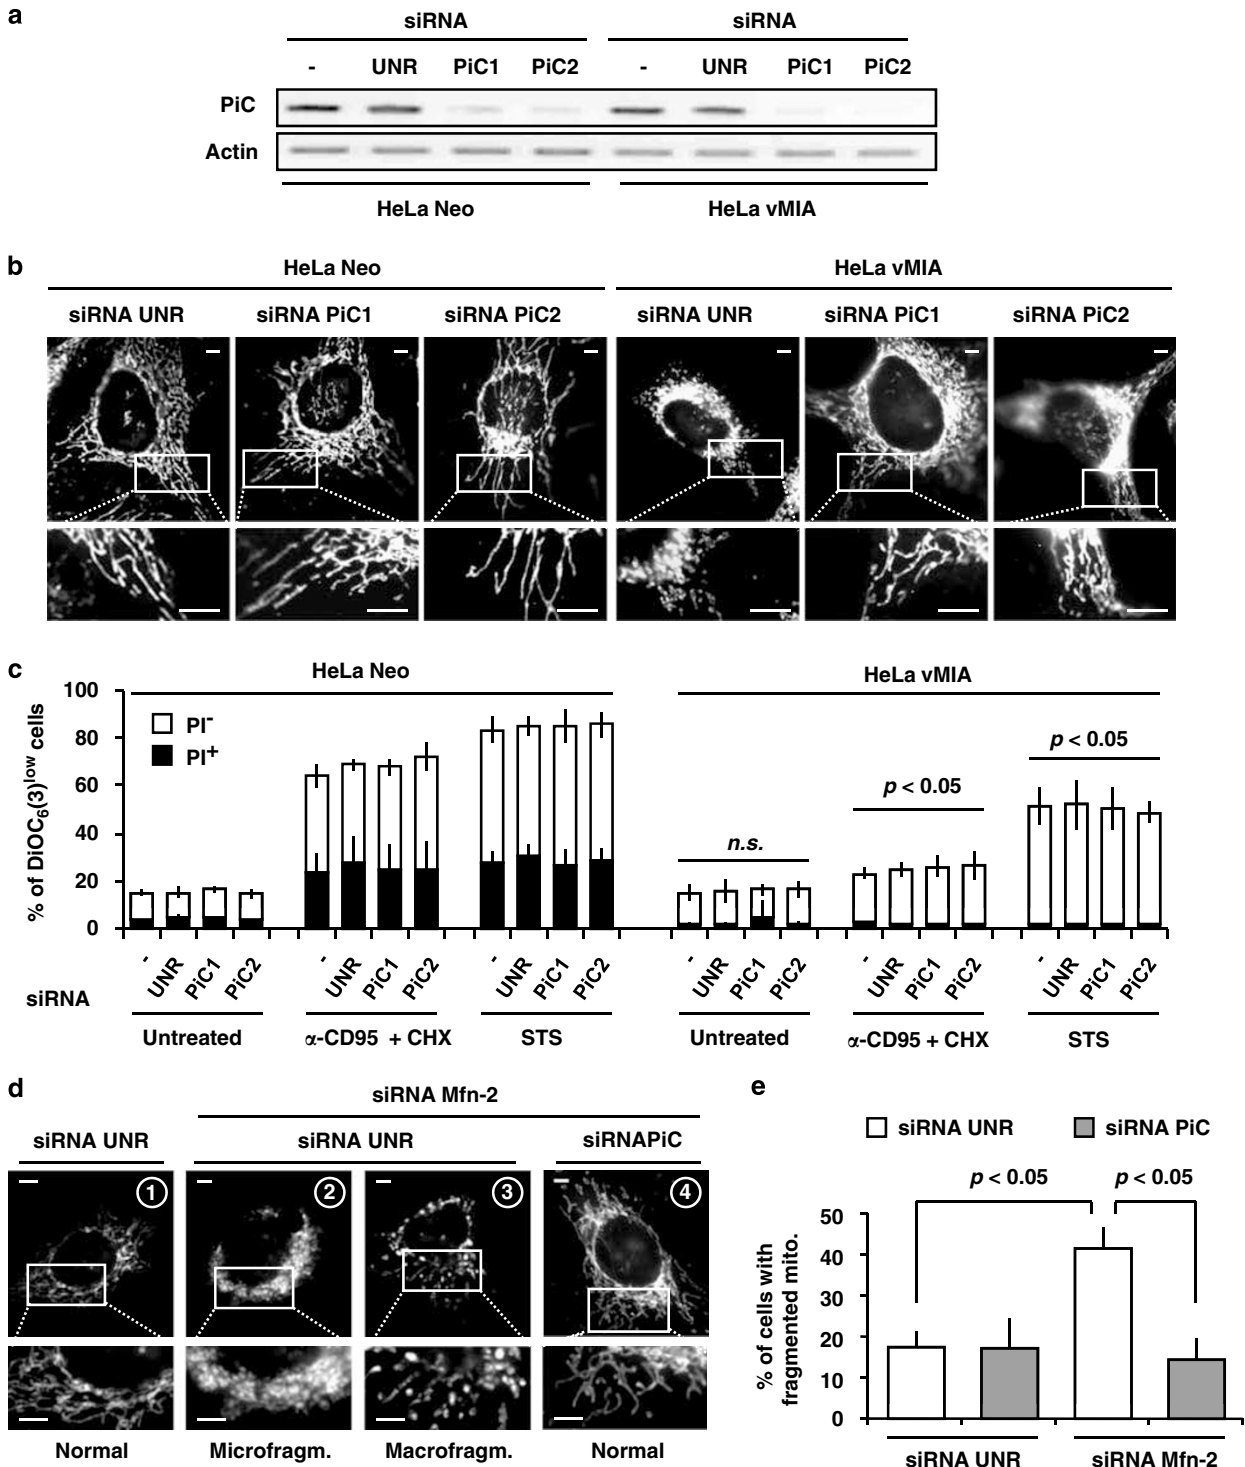 a
siRNA siRNA
- UNR PiC1 PiC2 - UNR PiC1 PiC2
PiC
Actin
HeLa Neo HeLa vMIA
b
HeLa Neo HeLa vMIA
siRNA UNR siRNA PiC1 siRNA PiC2 siRNA UNR siRNA PiC1 siRNA PiC2
c
HeLa Neo HeLa vMIA
% of DiOC6(3)low cells
100
80
60
40
20
0
PI-
PI+
n.s.
p < 0.05
p < 0.05
- UNR PiC1 PiC2 - UNR PiC1 PiC2 - UNR PiC1 PiC2 - UNR PiC1 PiC2 - UNR PiC1 PiC2 - UNR PiC1 PiC2
siRNA
Untreated α-CD95 + CHX STS Untreated α-CD95 + CHX STS
d
siRNA Mfn-2
siRNA UNR siRNA UNR siRNAPiC
1 2 3 4
Normal Microfragm. Macrofragm. Normal
e
siRNA UNR siRNA PiC
p < 0.05 p < 0.05
% of cells with
fragmented mito.
50
40
30
20
10
0
siRNA UNR siRNA Mfn-2